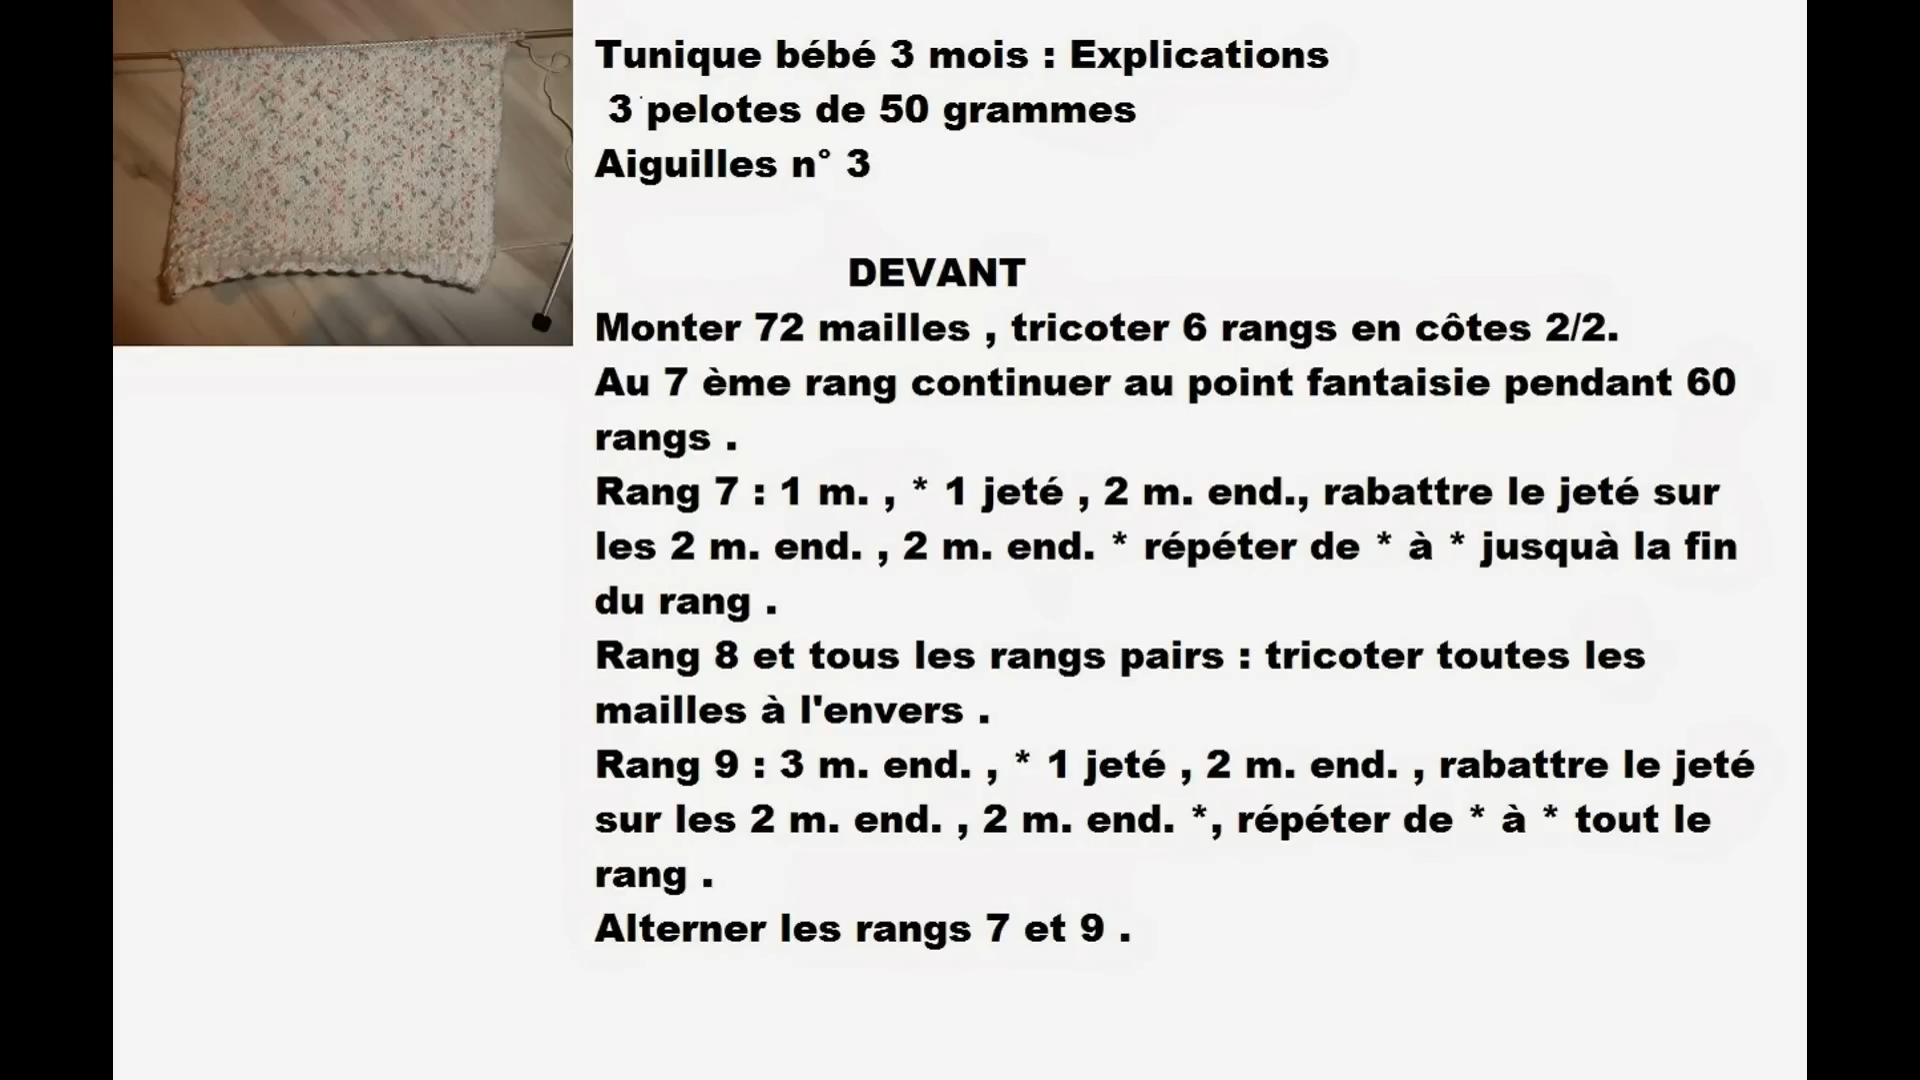 Tunique bébé 3 mois : Explications
3 pelotes de 50 grammes
Aiguilles n° 3
DEVANT
Monter 72 mailles , tricoter 6 rangs en côtes 2/2.
Au 7 ème rang continuer au point fantaisie pendant 60
rangs .
Rang 7 : 1 m. , * 1 jeté , 2 m. end., rabattre le jeté sur
les 2 m. end. , 2 m. end. * répéter de * à * jusquà la fin
du rang .
Rang 8 et tous les rangs pairs : tricoter toutes les
mailles à l'envers .
Rang 9 : 3 m. end. , * 1 jeté , 2 m. end. , rabattre le jeté
sur les 2 m. end. , 2 m. end. *, répéter de * à * tout le
rang .
Alterner les rangs 7 et 9 .